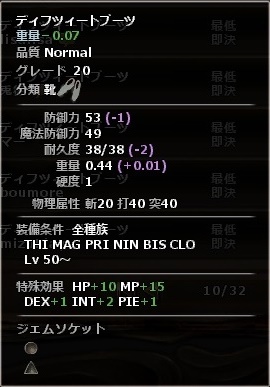 ディフツィートブーツ
重量-0.07
品質 Normal
グレード 20
分類 靴
防御力 53 (-1)
魔法防御力 49
耐久度 38/38 (-2)
重量 0.44 (+0.01)
硬度 1
物理属性 斬20 打40 突40
装備条件 全種族
THI MAG PRI NIN BIS CLO
Lv 50～
特殊効果 HP+10 MP+15
DEX+1 INT+2 PIE+1
10/32
ジェムソケット
最低
即決
最低
即決
最低
即決
最低
即決